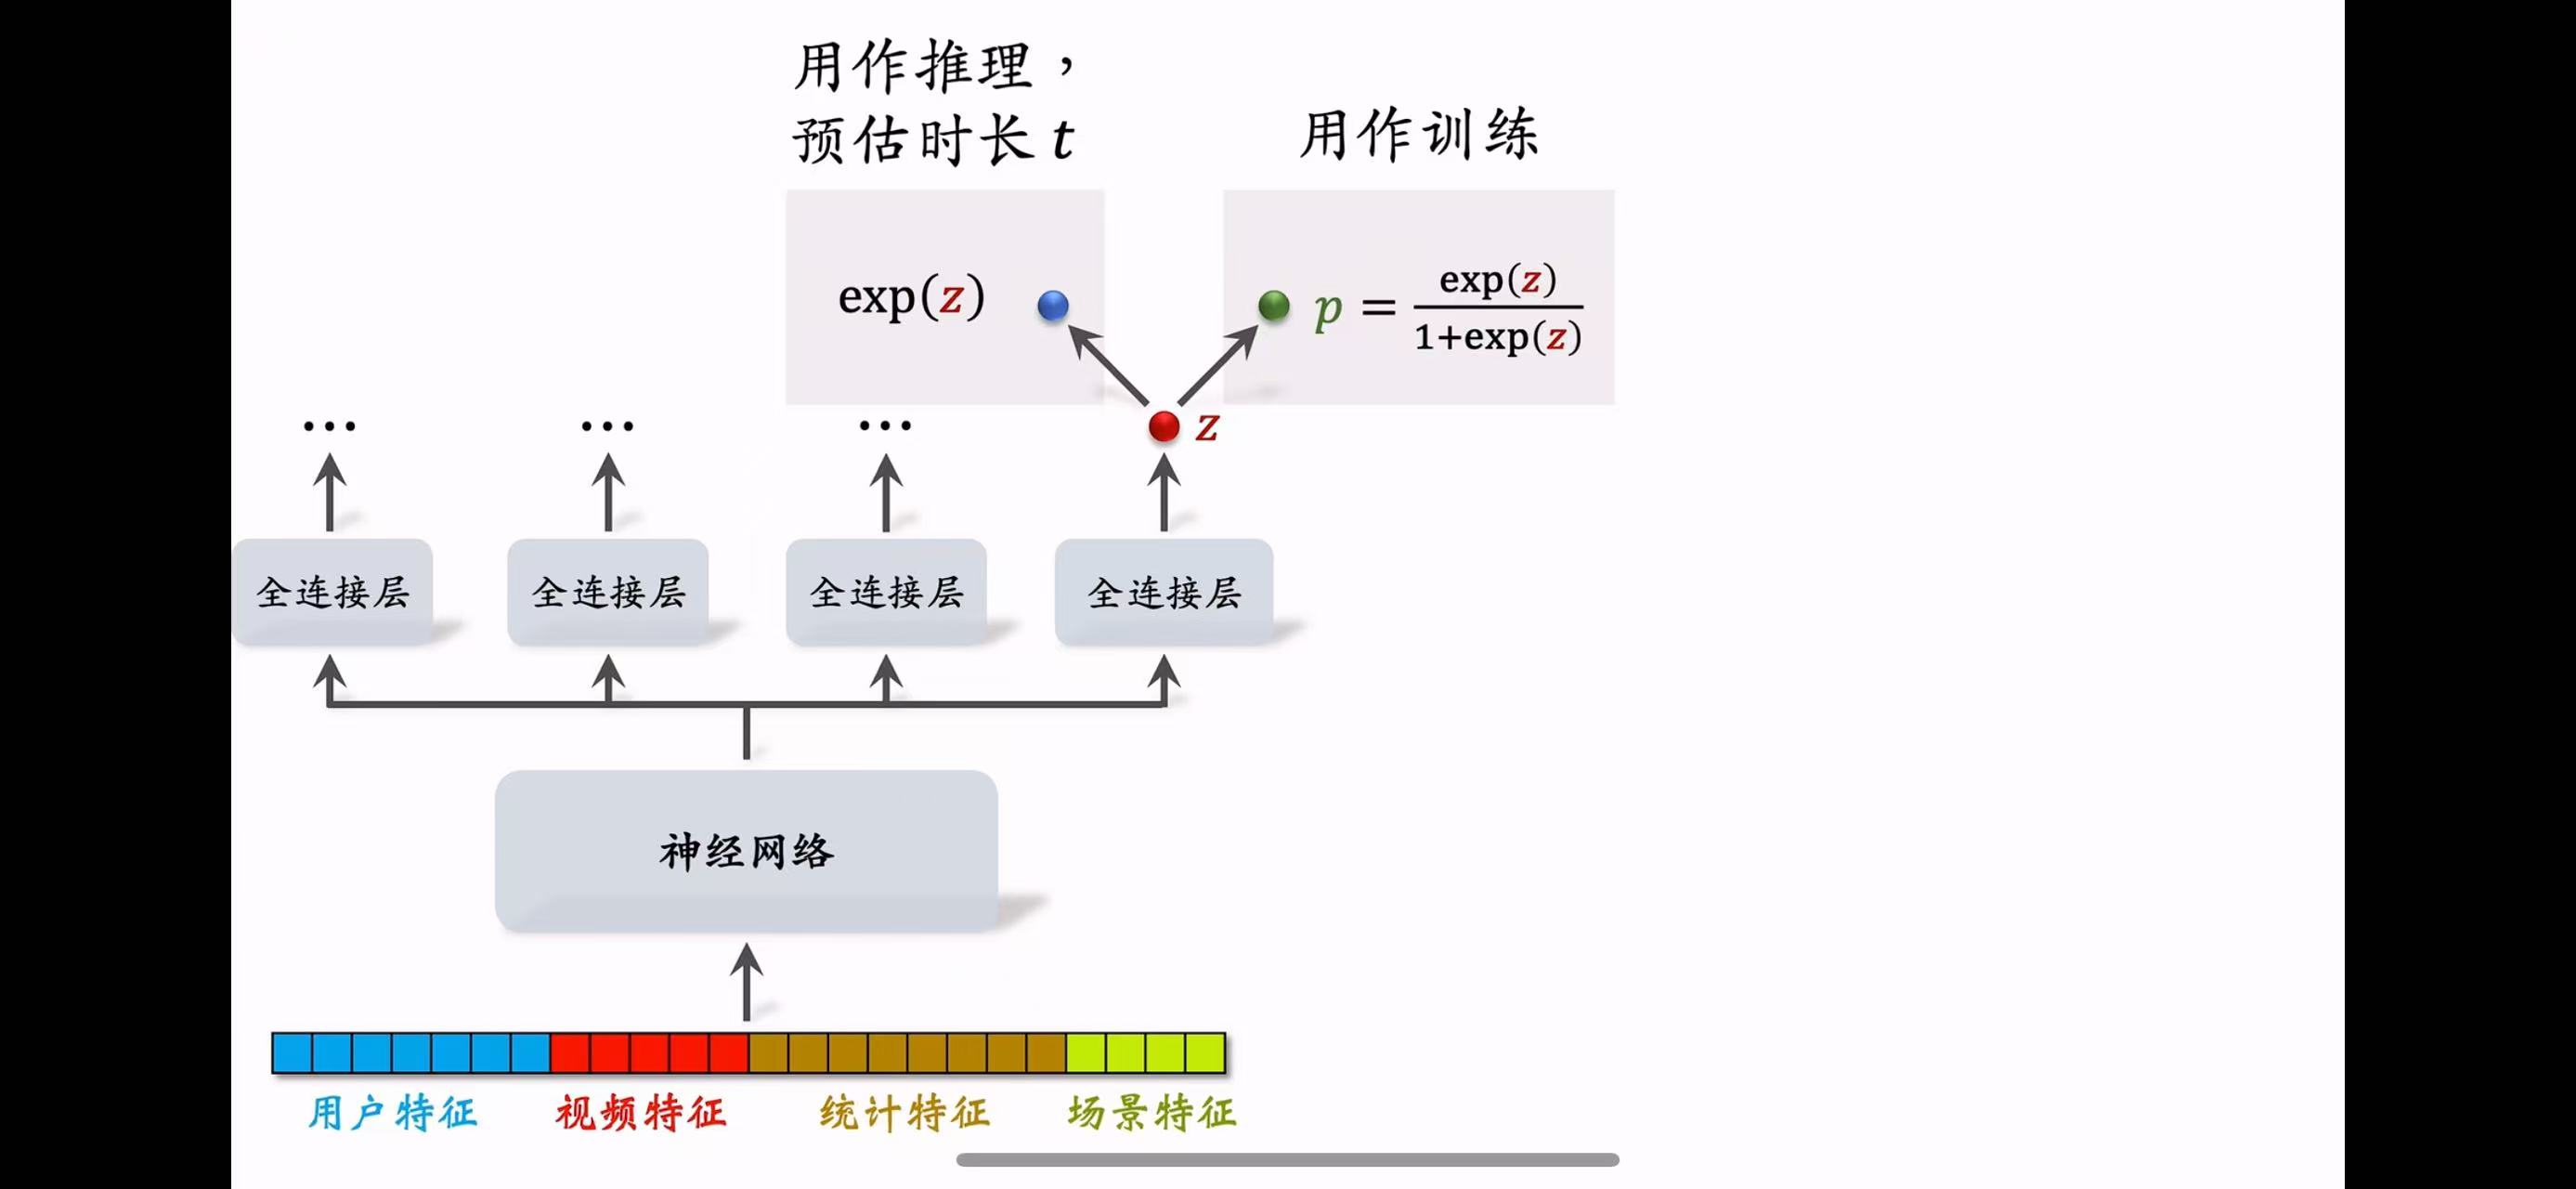 用作推理，
预估时长 t
用作训练
exp(z)
p = exp(z) / 1+exp(z)
...
...
...
z
全连接层
全连接层
全连接层
全连接层
神经网络
用户特征
视频特征
统计特征
场景特征